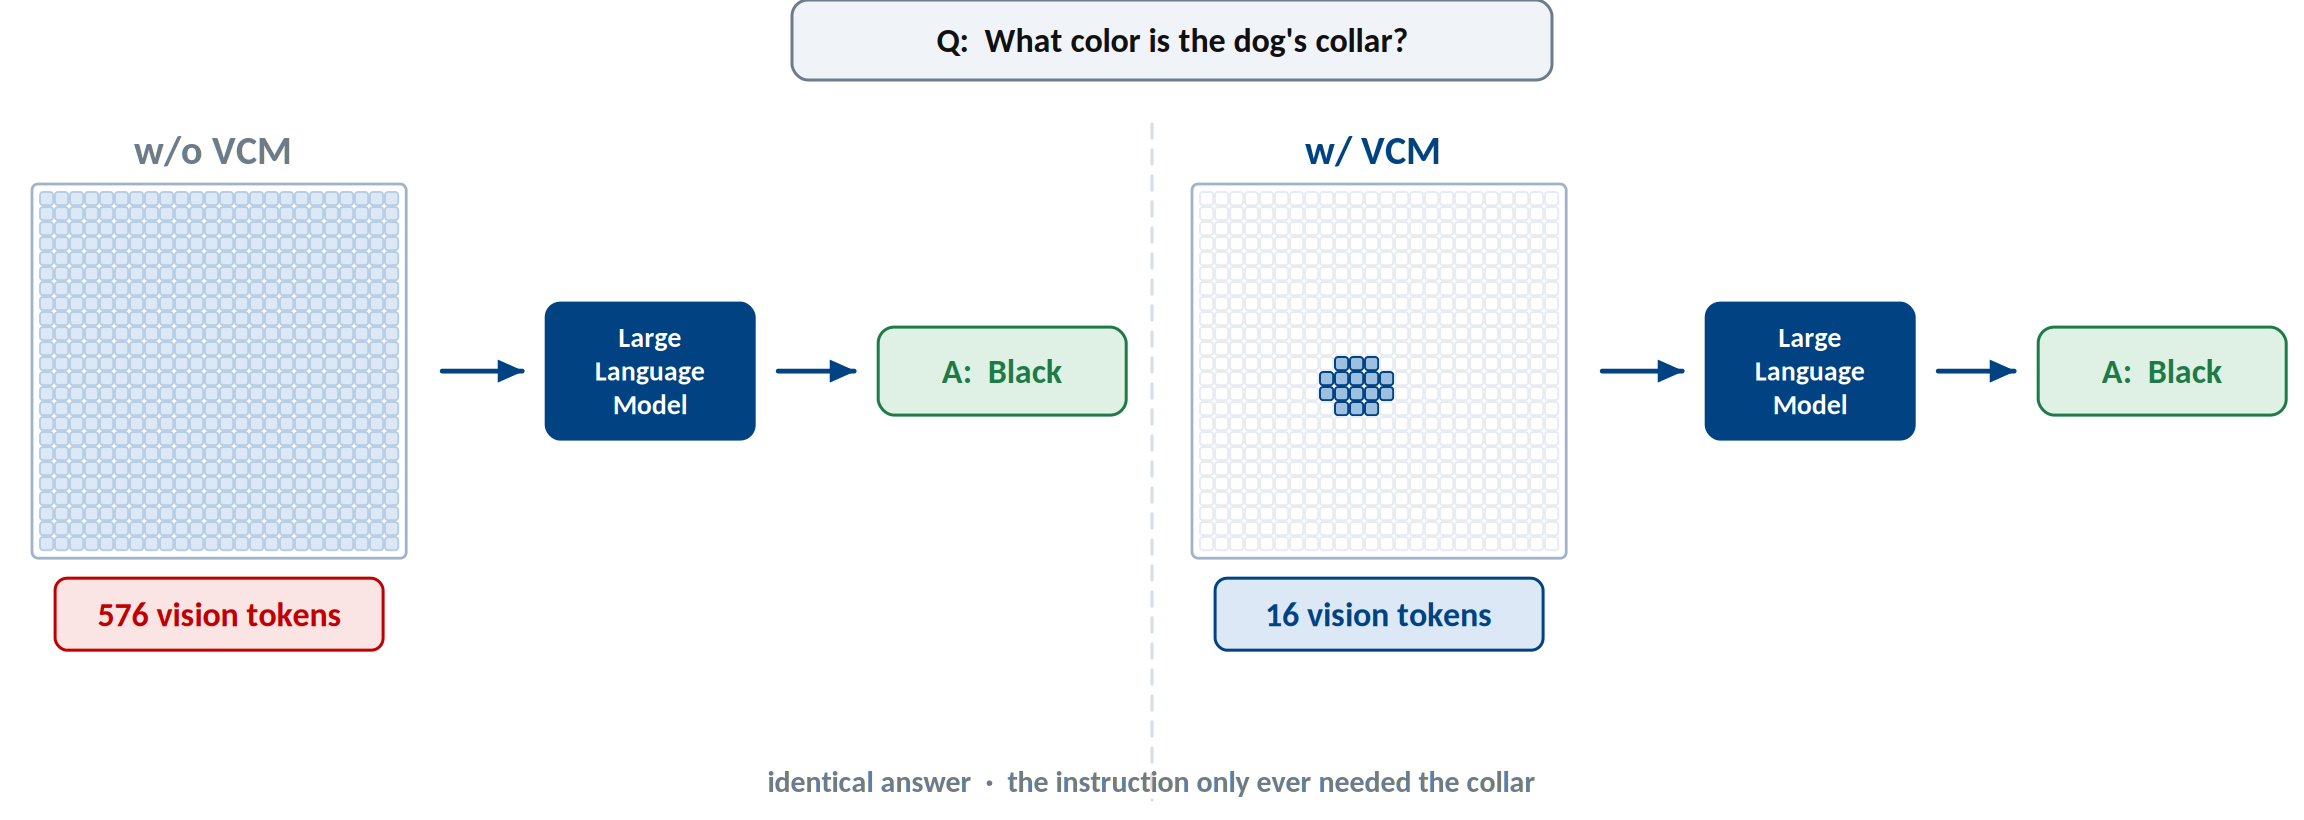 Q: What color is the dog's collar?
w/o VCM
576 vision tokens
Large
Language
Model
A: Black
w/ VCM
16 vision tokens
Large
Language
Model
A: Black
identical answer · the instruction only ever needed the collar